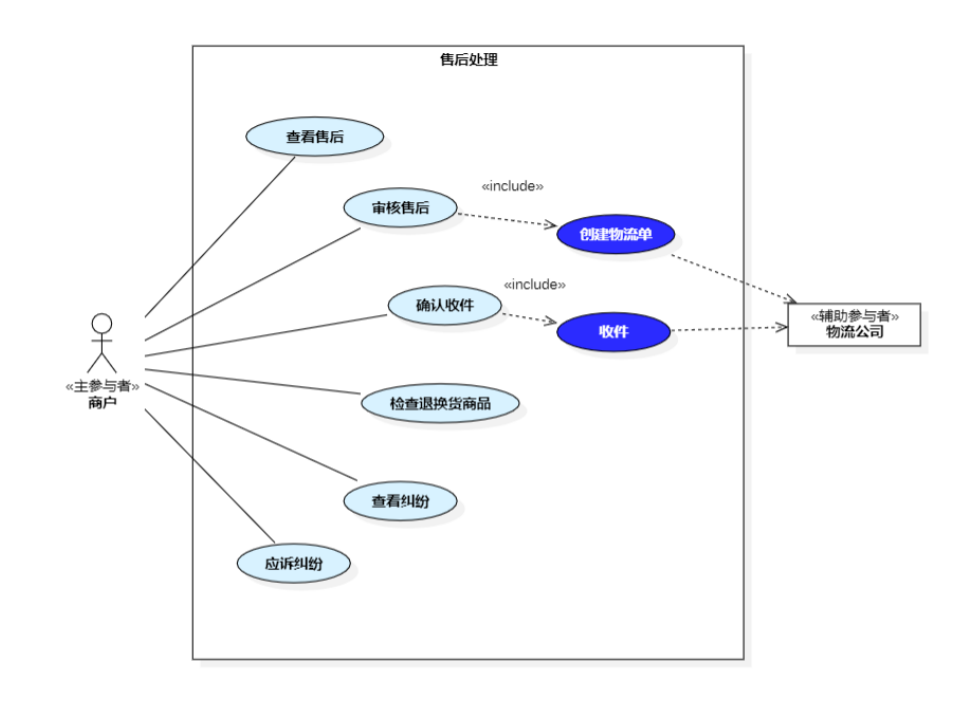 售后处理
查看售后
«include»
审核售后
创建物流单
«include»
确认收件
收件
«辅助参与者»
物流公司
«主参与者»
商户
检查退换货商品
查看纠纷
应诉纠纷